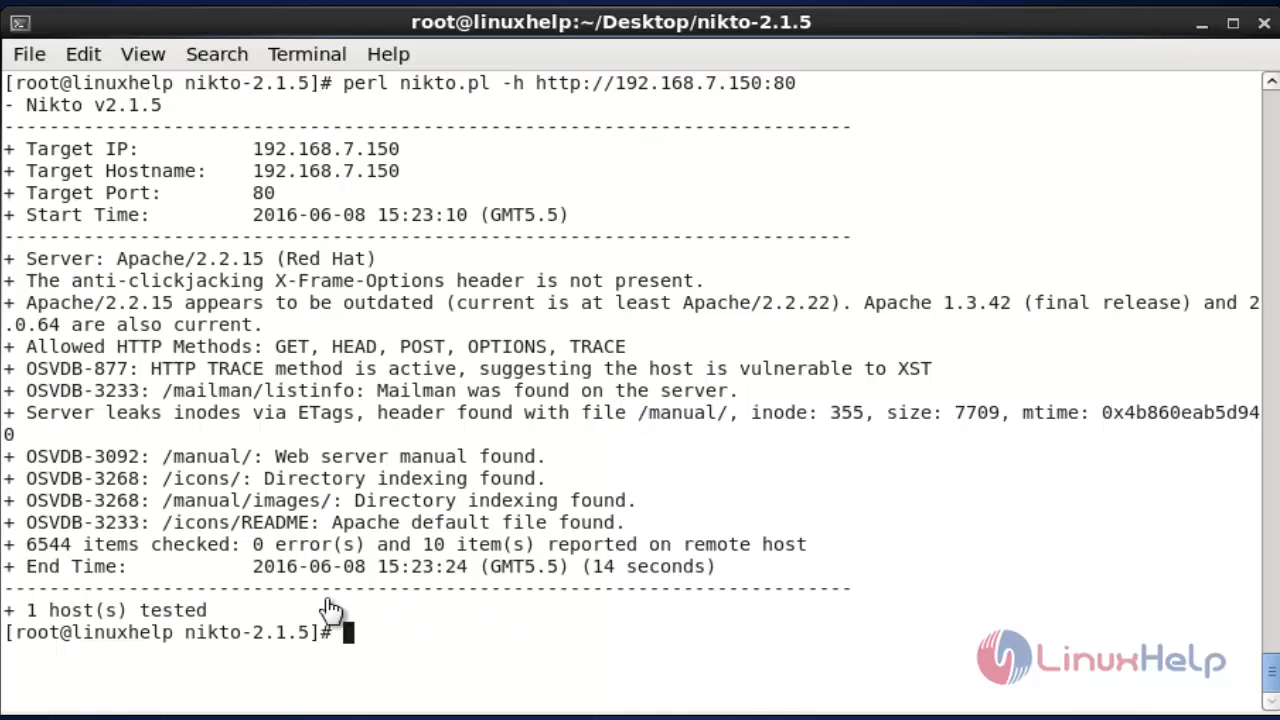 root@linuxhelp:~/Desktop/nikto-2.1.5
File Edit View Search Terminal Help
[root@linuxhelp nikto-2.1.5]# perl nikto.pl -h http://192.168.7.150:80
- Nikto v2.1.5
---------------------------------------------------------------------------
+ Target IP:          192.168.7.150
+ Target Hostname:    192.168.7.150
+ Target Port:        80
+ Start Time:         2016-06-08 15:23:10 (GMT5.5)
---------------------------------------------------------------------------
+ Server: Apache/2.2.15 (Red Hat)
+ The anti-clickjacking X-Frame-Options header is not present.
+ Apache/2.2.15 appears to be outdated (current is at least Apache/2.2.22). Apache 1.3.42 (final release) and 2
.0.64 are also current.
+ Allowed HTTP Methods: GET, HEAD, POST, OPTIONS, TRACE
+ OSVDB-877: HTTP TRACE method is active, suggesting the host is vulnerable to XST
+ OSVDB-3233: /mailman/listinfo: Mailman was found on the server.
+ Server leaks inodes via ETags, header found with file /manual/, inode: 355, size: 7709, mtime: 0x4b860eab5d94
0
+ OSVDB-3092: /manual/: Web server manual found.
+ OSVDB-3268: /icons/: Directory indexing found.
+ OSVDB-3268: /manual/images/: Directory indexing found.
+ OSVDB-3233: /icons/README: Apache default file found.
+ 6544 items checked: 0 error(s) and 10 item(s) reported on remote host
+ End Time:           2016-06-08 15:23:24 (GMT5.5) (14 seconds)
---------------------------------------------------------------------------
+ 1 host(s) tested
[root@linuxhelp nikto-2.1.5]#
LinuxHelp